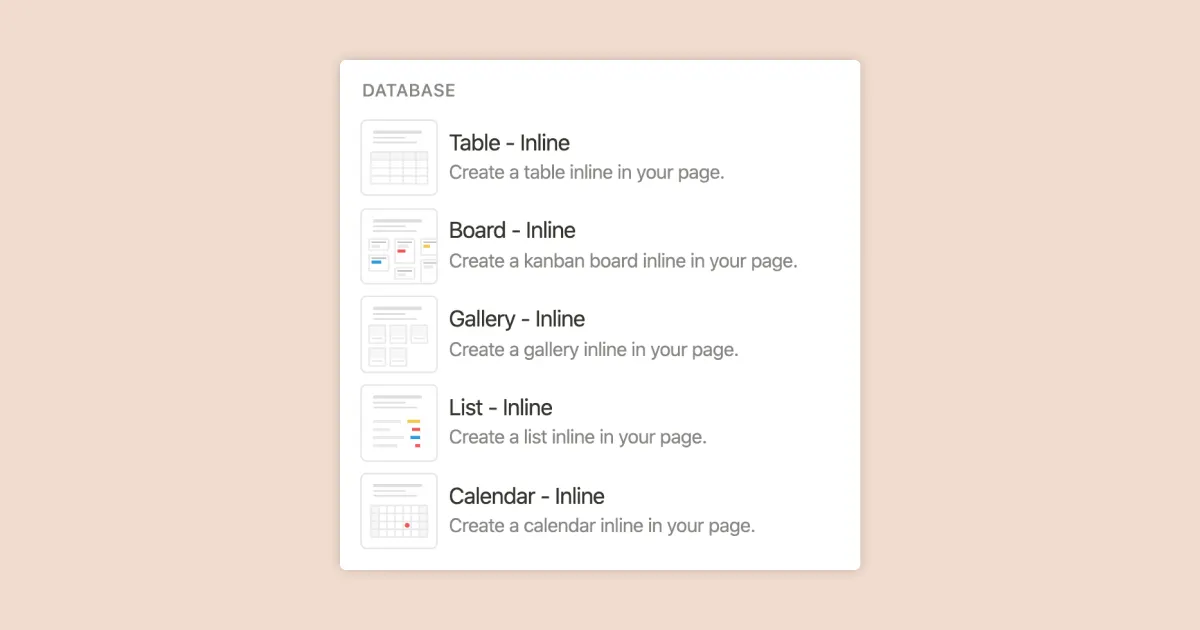 DATABASE
Table - Inline
Create a table inline in your page.
Board - Inline
Create a kanban board inline in your page.
Gallery - Inline
Create a gallery inline in your page.
List - Inline
Create a list inline in your page.
Calendar - Inline
Create a calendar inline in your page.